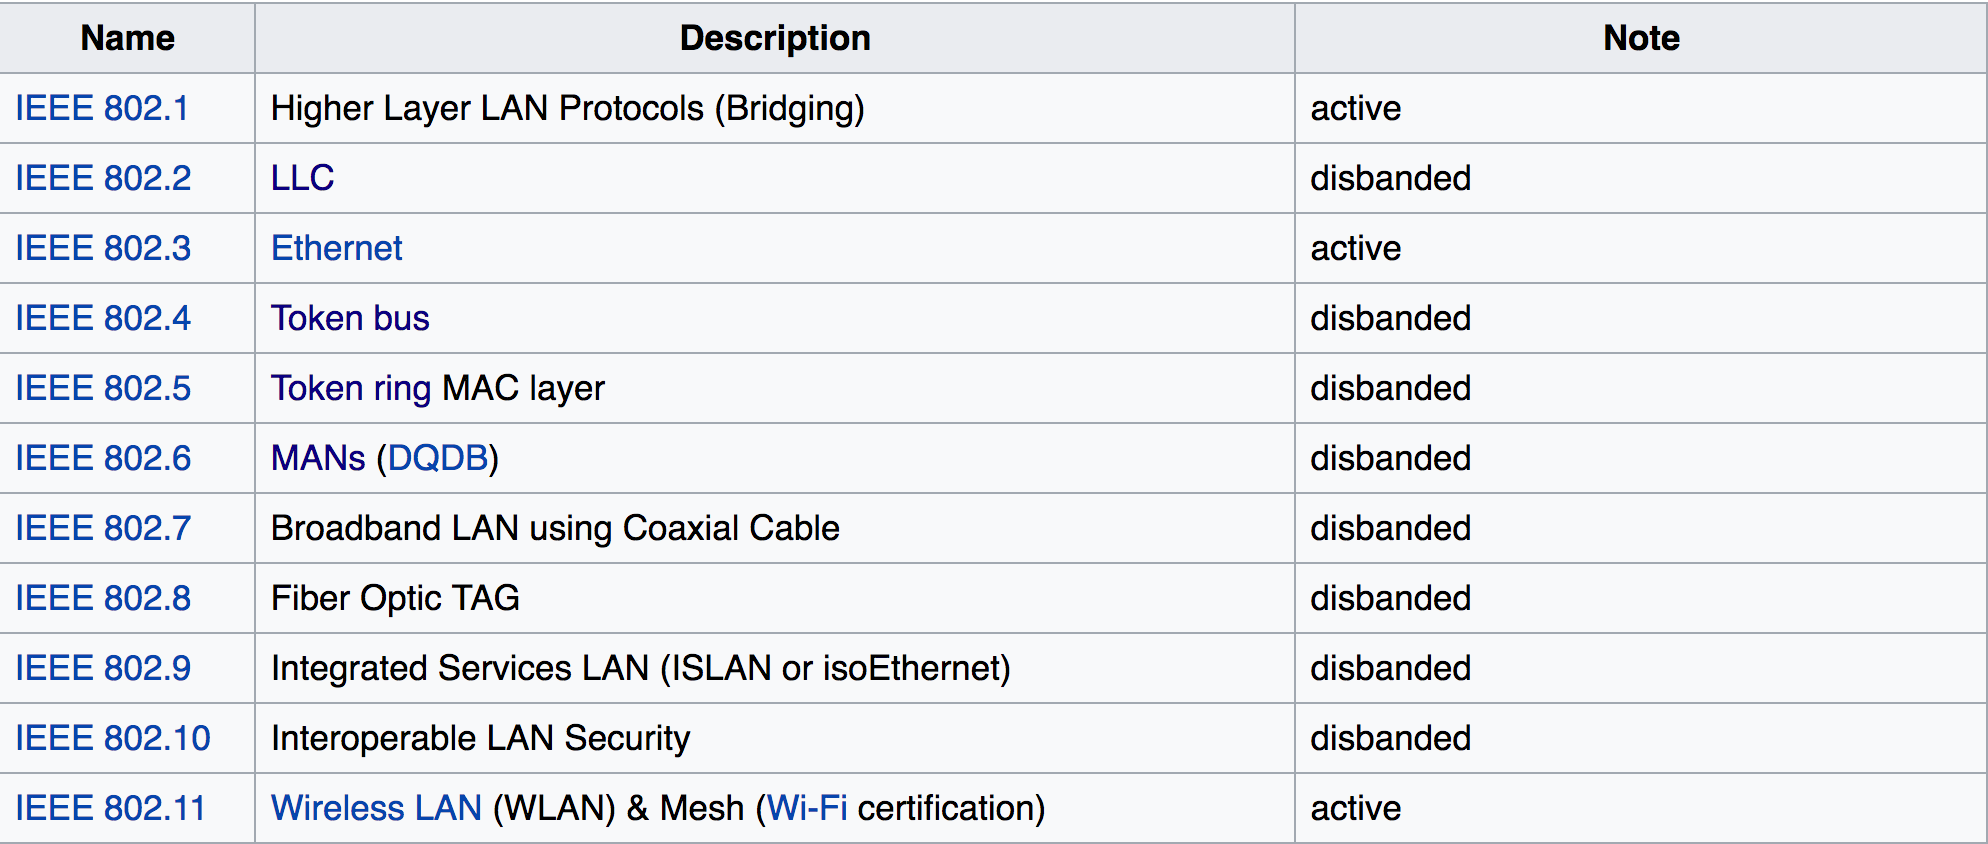 Name Description Note
IEEE 802.1 Higher Layer LAN Protocols (Bridging) active
IEEE 802.2 LLC disbanded
IEEE 802.3 Ethernet active
IEEE 802.4 Token bus disbanded
IEEE 802.5 Token ring MAC layer disbanded
IEEE 802.6 MANs (DQDB) disbanded
IEEE 802.7 Broadband LAN using Coaxial Cable disbanded
IEEE 802.8 Fiber Optic TAG disbanded
IEEE 802.9 Integrated Services LAN (ISLAN or isoEthernet) disbanded
IEEE 802.10 Interoperable LAN Security disbanded
IEEE 802.11 Wireless LAN (WLAN) & Mesh (Wi-Fi certification) active